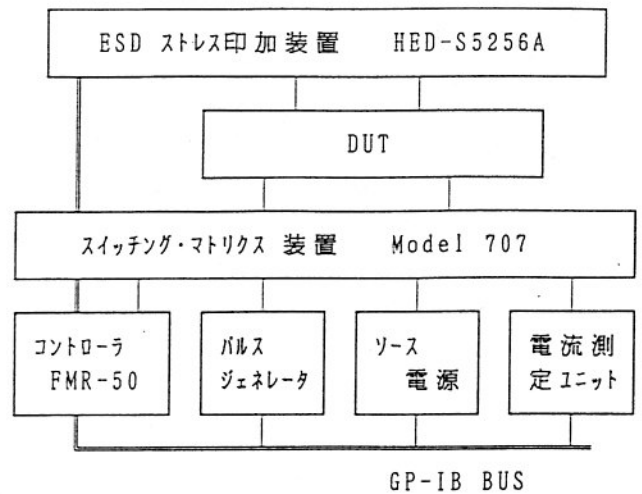 ESD ストレス印加装置 HED-S5256A
DUT
スイッチング・マトリクス 装置 Model 707
コントローラ
FMR-50
パルス
ジェネレータ
ソース
電源
電流測
定ユニット
GP-IB BUS